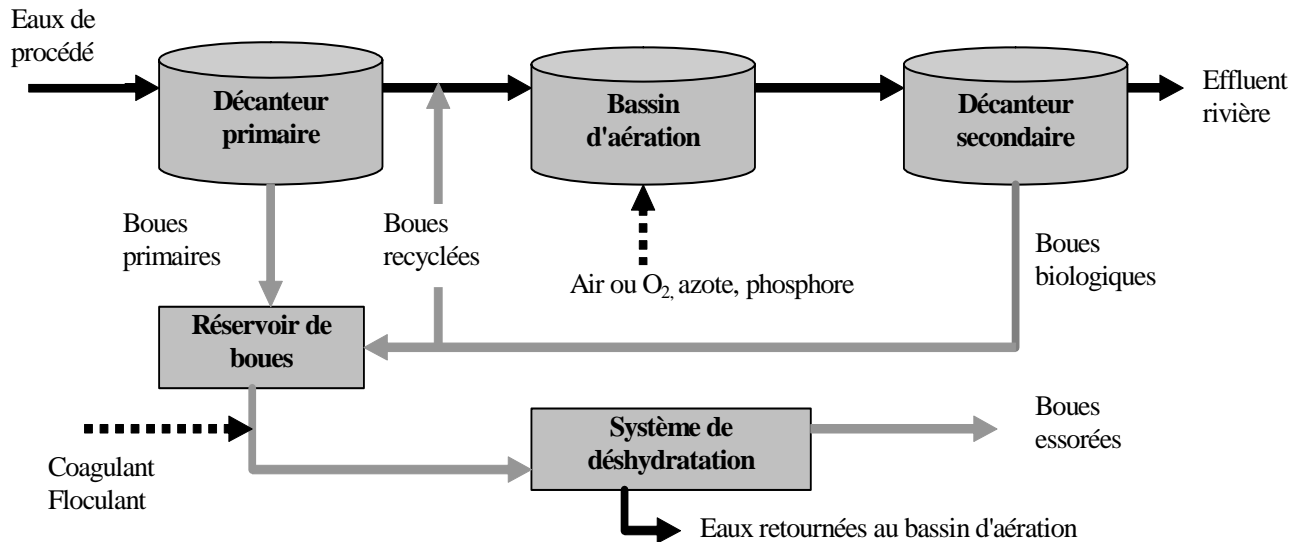 Eaux de
procédé
Décanteur
primaire
Bassin
d'aération
Décanteur
secondaire
Effluent
rivière
Boues
primaires
Boues
recyclées
Air ou O2, azote, phosphore
Boues
biologiques
Réservoir de
boues
Coagulant
Floculant
Système de
déshydratation
Boues
essorées
Eaux retournées au bassin d'aération